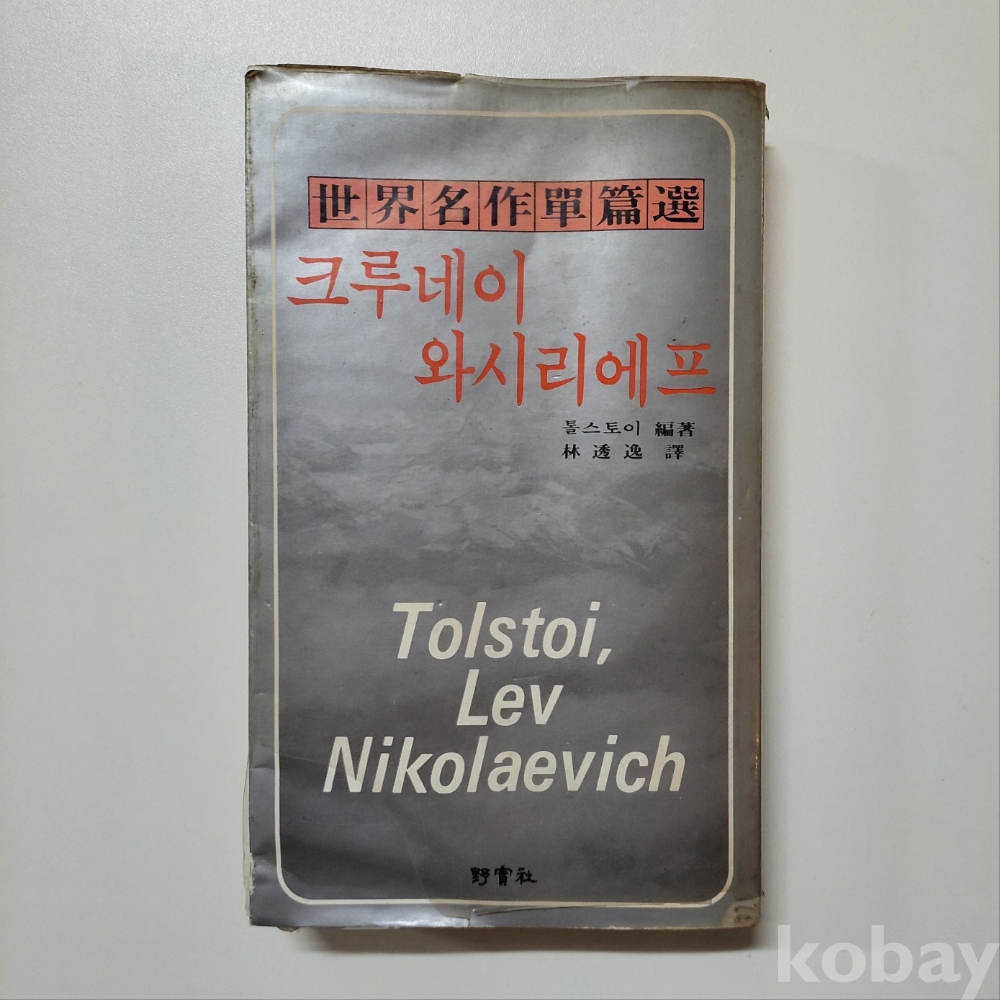 世界名作單篇選
크루네이
와시리에프
톨스토이 編著
林透逸 譯
Tolstoi,
Lev
Nikolaevich
野實社
kobay